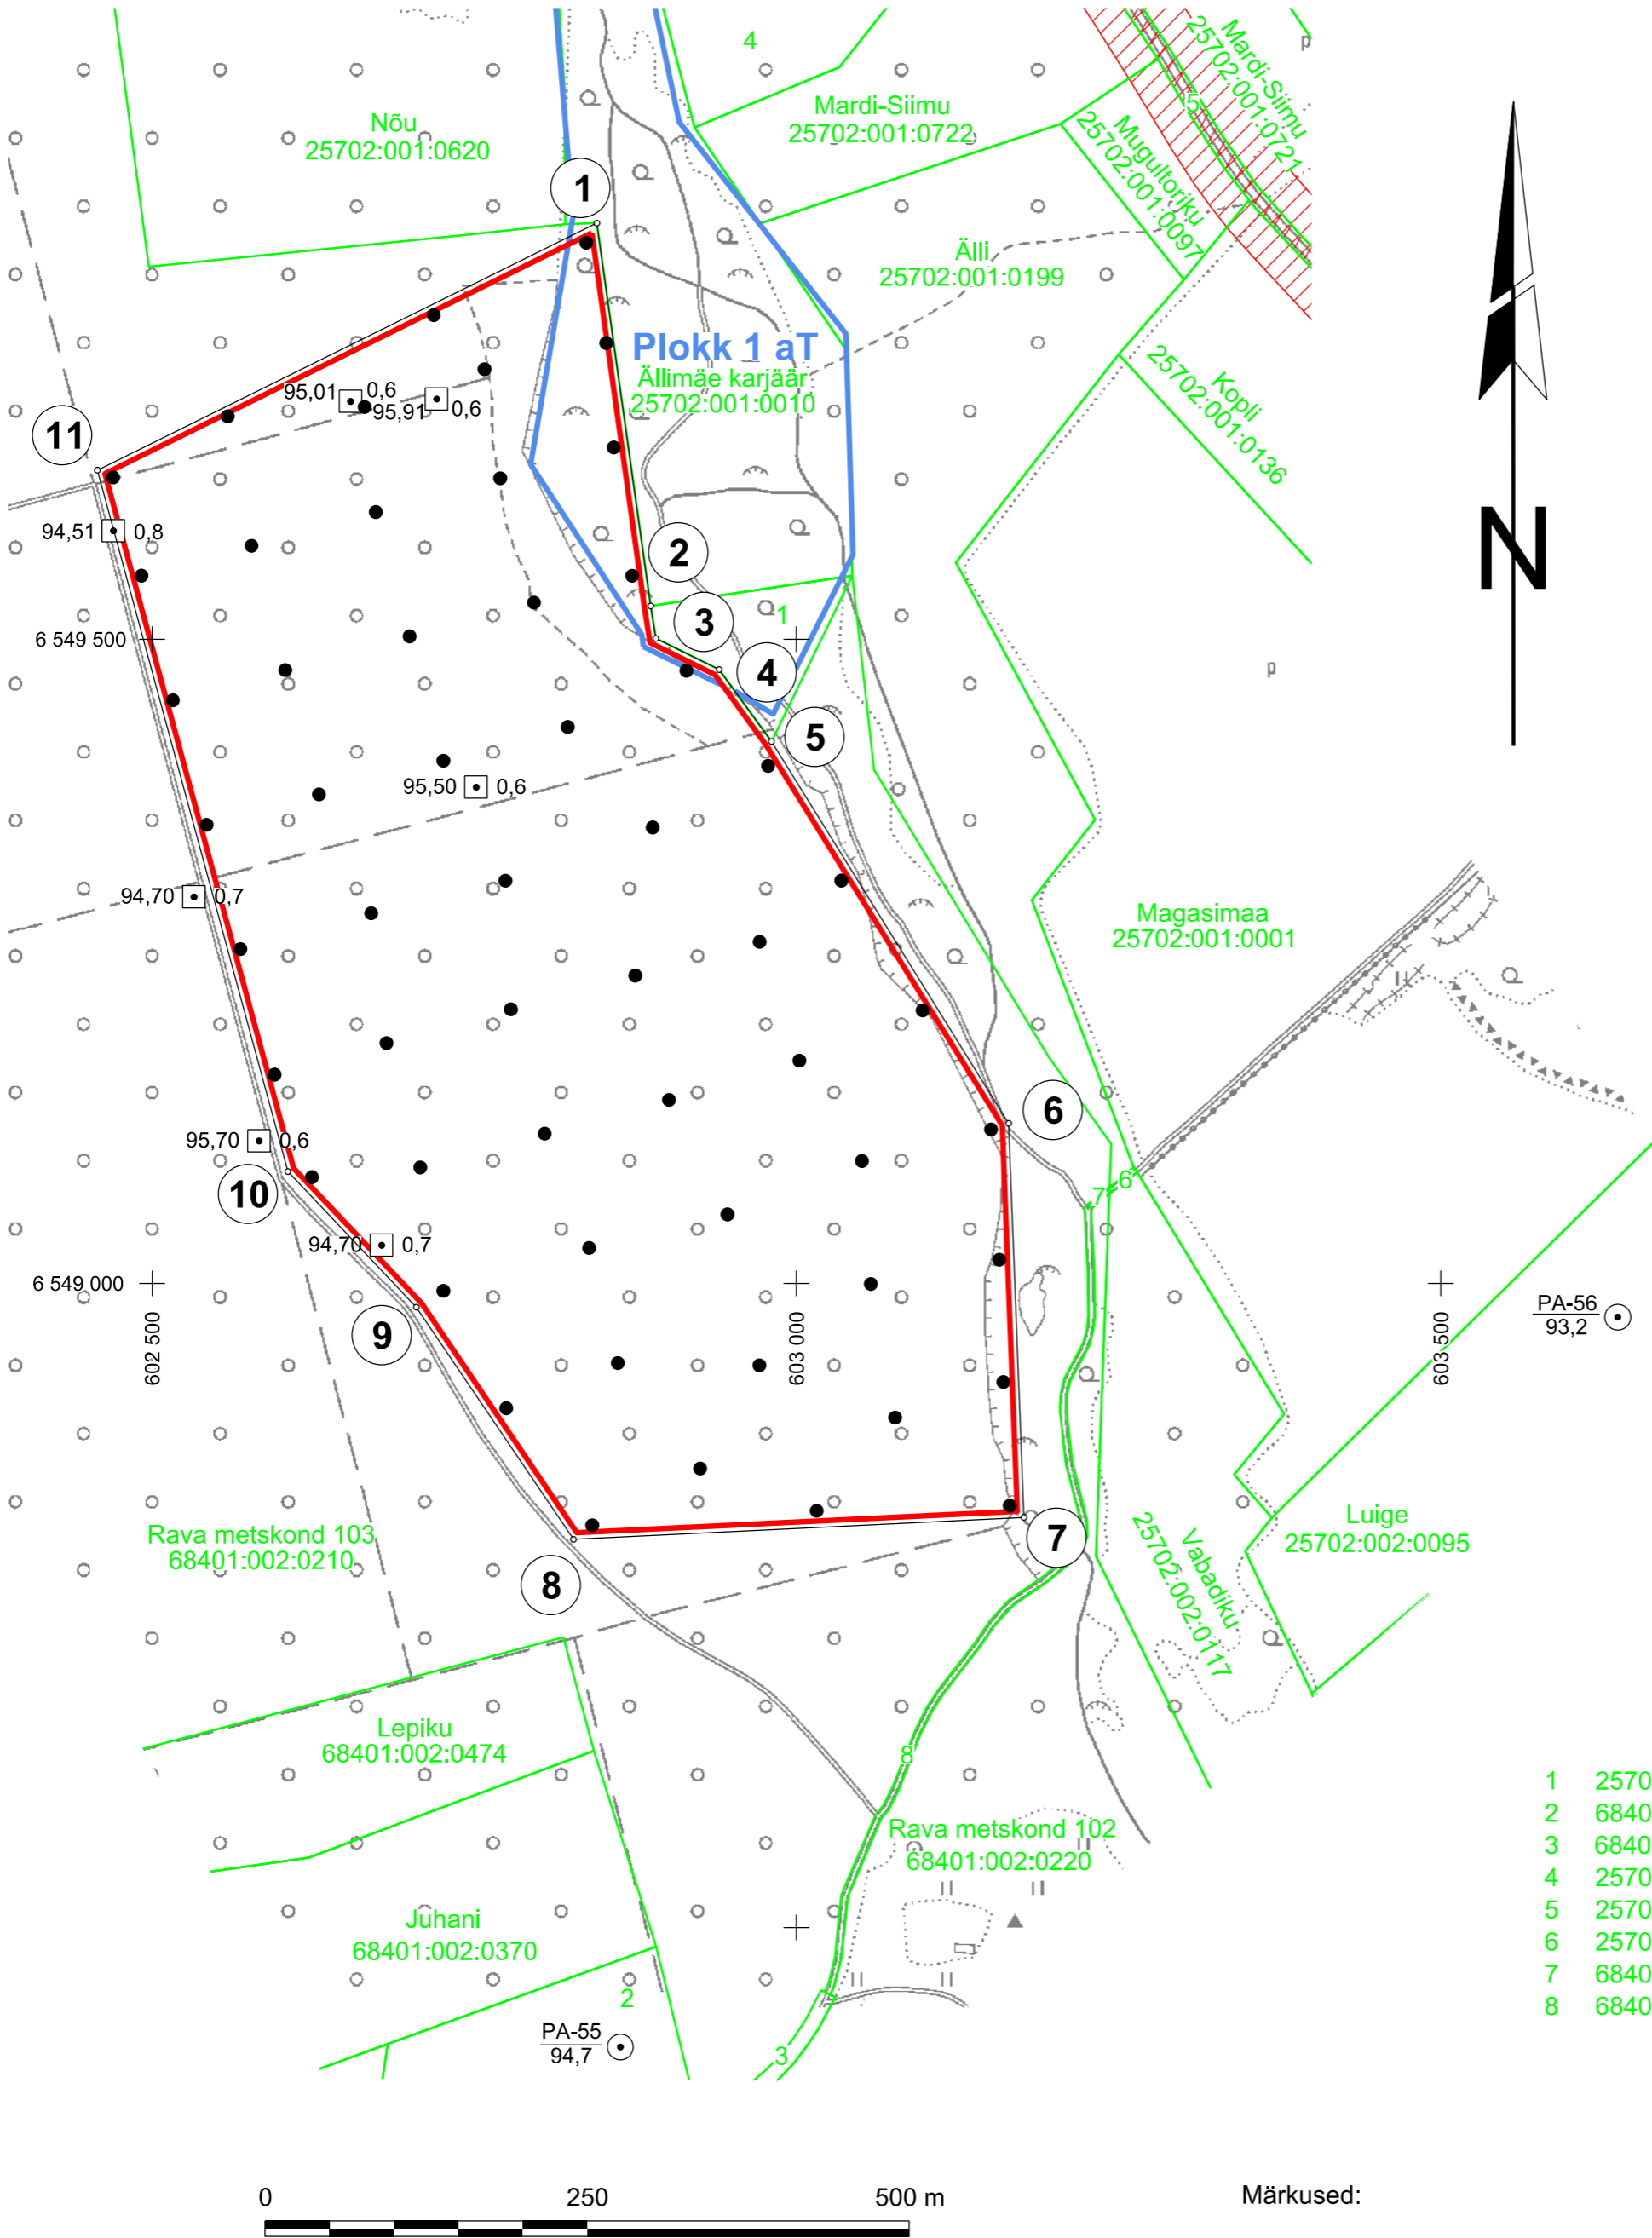 4
Mardi-Siimu
25702:001:0721
5
p
Nõu
25702:001:0620
Mardi-Siimu
25702:001:0722
Mugultoriku
25702:001:0097
1
Älli
25702:001:0199
Plokk 1 aT
Ällimäe karjäär
25702:001:0010
Kopli
25702:001:0136
95,01
0,6
95,91
0,6
11
94,51
0,8
N
2
3
1
6 549 500
4
p
5
95,50
0,6
94,70
0,7
Magasimaa
25702:001:0001
6
95,70
0,6
10
7
6
94,70
0,7
6 549 000
9
602 500
603 000
603 500
PA-56
93,2
Rava metskond 103
68401:002:0210
7
Vabadiku
25702:002:0117
Luige
25702:002:0095
8
Lepiku
68401:002:0474
8
Rava metskond 102
68401:002:0220
Juhani
68401:002:0370
2
PA-55
94,7
3
1 2570
2 6840
3 6840
4 2570
5 2570
6 2570
7 6840
8 6840
0 250 500 m
Märkused: